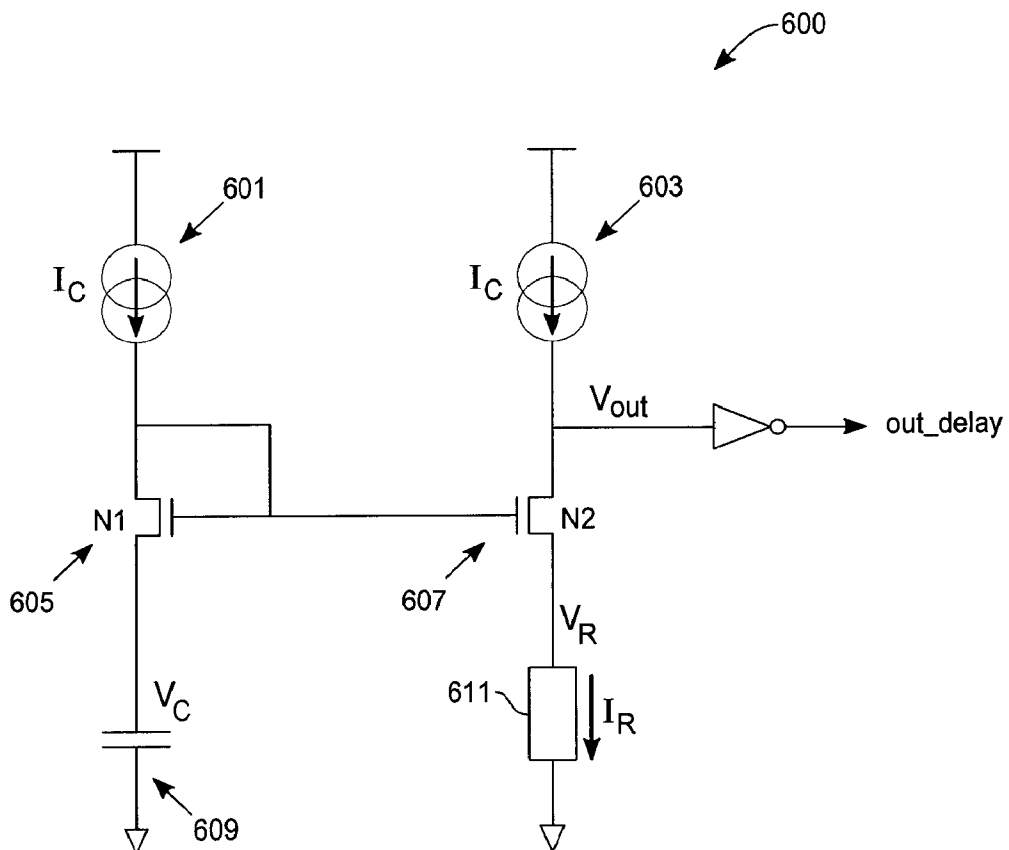 600
601
603
I_C
I_C
V_out
out_delay
N1
N2
605
607
V_R
V_C
611
I_R
609